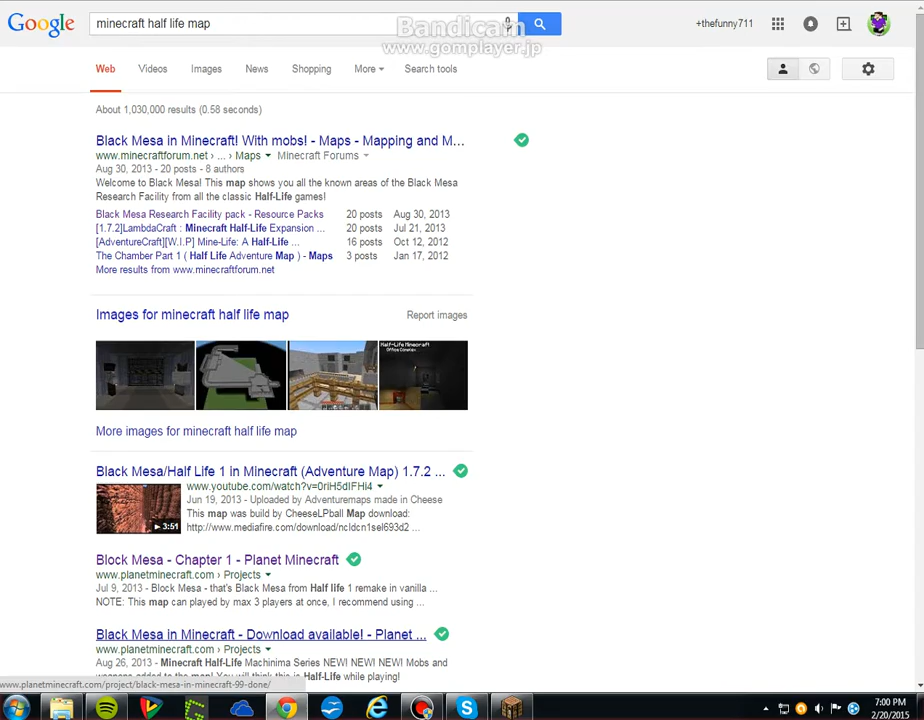 Google
minecraft half life map
Bandicam
www.gomplayer.jp
+thefunny711
Web Videos Images News Shopping More Search tools
About 1,030,000 results (0.58 seconds)
Black Mesa in Minecraft! With mobs! - Maps - Mapping and M...
www.minecraftforum.net › ... › Maps Minecraft Forums
Aug 30, 2013 - 20 posts - 8 authors
Welcome to Black Mesa! This map shows you all the known areas of the Black Mesa
Research Facility from all the classic Half-Life games!
Black Mesa Research Facility pack - Resource Packs 20 posts Aug 30, 2013
[1.7.2]LambdaCraft : Minecraft Half-Life Expansion ... 20 posts Jul 21, 2013
[AdventureCraft][W.I.P] Mine-Life: A Half-Life ... 16 posts Oct 12, 2012
The Chamber Part 1 ( Half Life Adventure Map ) - Maps 3 posts Jan 17, 2012
More results from www.minecraftforum.net
Images for minecraft half life map Report images
Half-Life Minecraft
Office Complex
More images for minecraft half life map
Black Mesa/Half Life 1 in Minecraft (Adventure Map) 1.7.2 ...
www.youtube.com/watch?v=0riH5dIFHi4
Jun 19, 2013 - Uploaded by Adventuremaps made in Cheese
This map was build by CheeseLPball Map download:
http://www.mediafire.com/download/ncldcn1sel693d2 ...
3:51
Block Mesa - Chapter 1 - Planet Minecraft
www.planetminecraft.com › Projects
Jul 9, 2013 - Block Mesa - that's Black Mesa from Half life 1 remake in vanilla ...
NOTE: This map can played by max 3 players at once, I recommend using ...
Black Mesa in Minecraft - Download available! - Planet ...
www.planetminecraft.com › Projects
Aug 26, 2013 - Minecraft Half-Life Machinima Series NEW! NEW! NEW! Mobs and
weapons added to the map! You will think this is Half-Life while playing!
www.planetminecraft.com/project/black-mesa-in-minecraft-99-done/
7:00 PM
2/20/2015